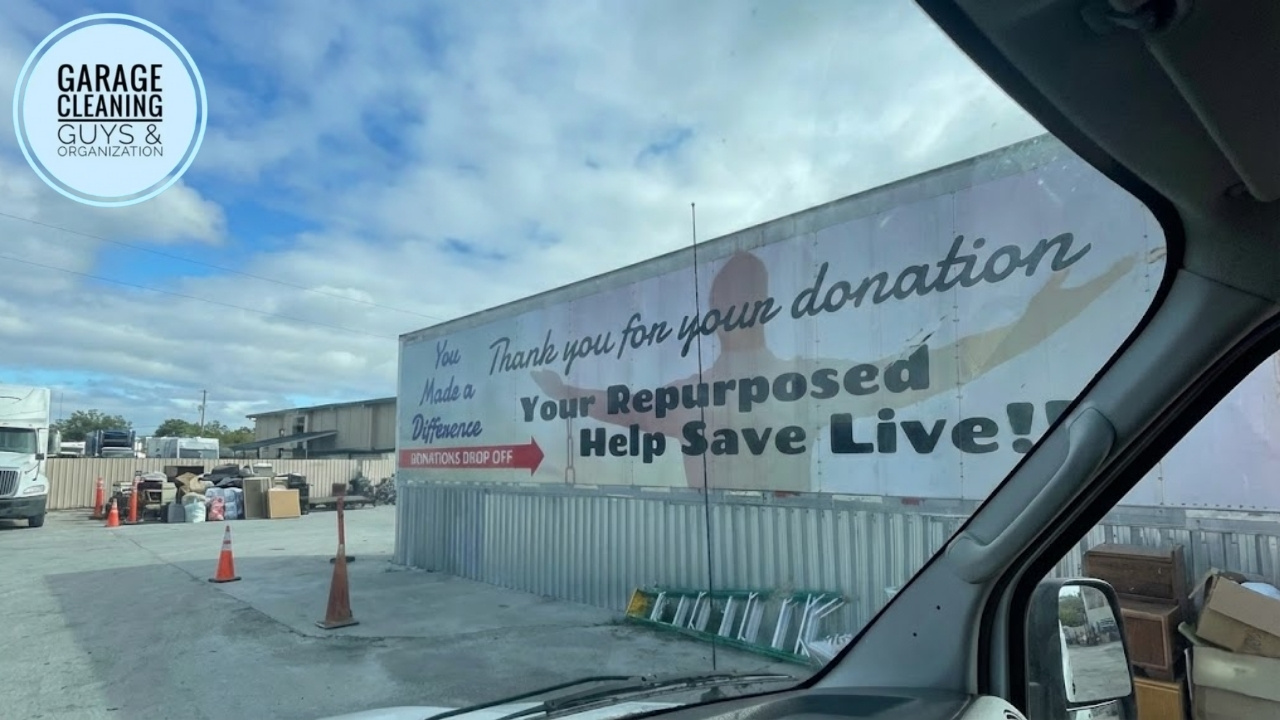 GARAGE
CLEANING
GUYS &
ORGANIZATION
You
Made a
Difference
DONATIONS DROP OFF
Thank you for your donation
Your Repurposed
Help Save Live!!